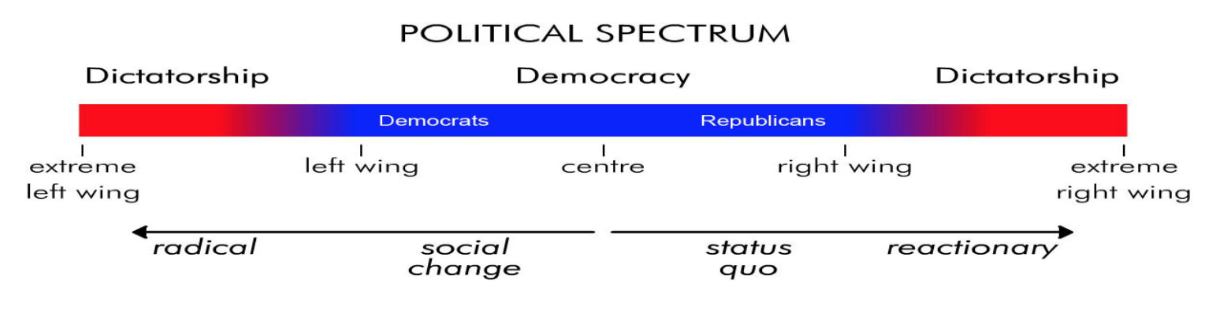 POLITICAL SPECTRUM
Dictatorship Democracy Dictatorship
Democrats Republicans
extreme left wing centre right wing extreme
left wing right wing
radical social status reactionary
change quo